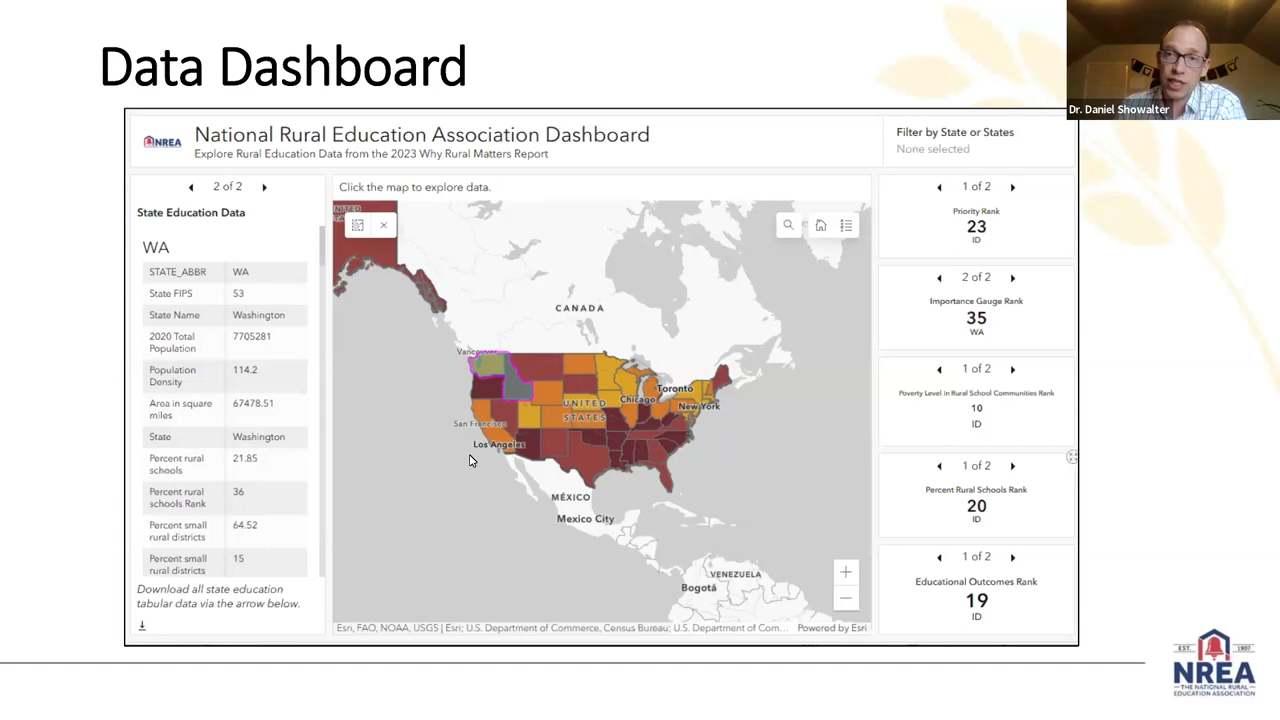 Data Dashboard
Dr. Daniel Showalter
NREA
National Rural Education Association Dashboard
Explore Rural Education Data from the 2023 Why Rural Matters Report
Filter by State or States
None selected
2 of 2
State Education Data
WA
STATE_ABBR WA
State FIPS 53
State Name Washington
2020 Total
Population
7705281
Population
Density
114.2
Area in square
miles
67478.51
State Washington
Percent rural
schools
21.85
Percent rural
schools Rank
36
Percent small
rural districts
64.52
Percent small
rural districts
15
Download all state education
tabular data via the arrow below.
Click the map to explore data.
UNITED
CANADA
Vancouver
Toronto
Chicago
UNITED
STATES
New York
San Francisco
Los Angeles
MÉXICO
Mexico City
VENEZUELA
Bogotá
Esri, FAO, NOAA, USGS | Esri; U.S. Department of Commerce, Census Bureau; U.S. Department of Com... Powered by Esri
1 of 2
Priority Rank
23
ID
2 of 2
Importance Gauge Rank
35
WA
1 of 2
Poverty Level in Rural School Communities Rank
10
ID
1 of 2
Percent Rural Schools Rank
20
ID
1 of 2
Educational Outcomes Rank
19
ID
EST. 1907
NREA
THE NATIONAL RURAL
EDUCATION ASSOCIATION